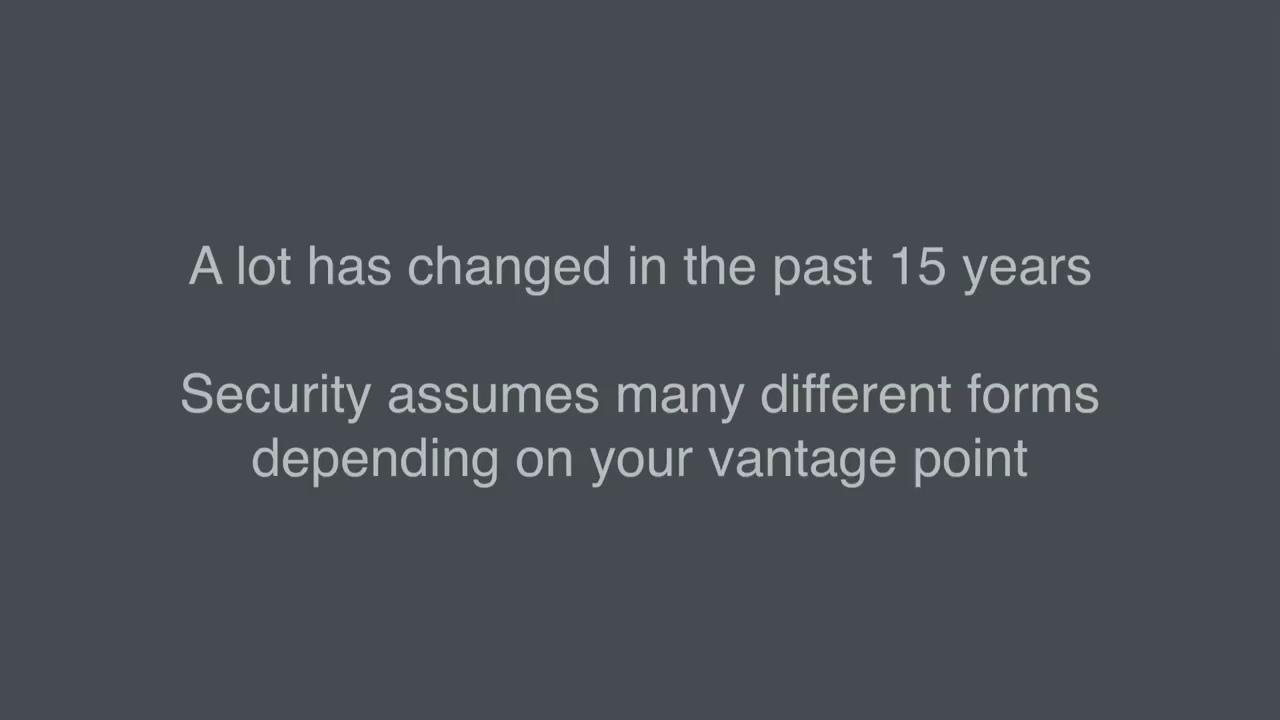 A lot has changed in the past 15 years
Security assumes many different forms
depending on your vantage point